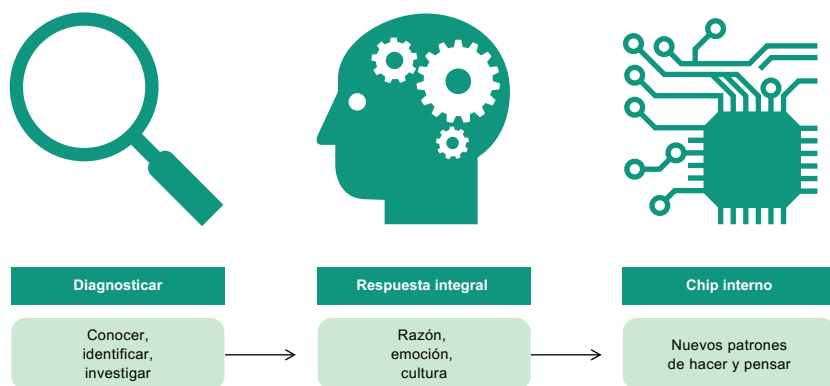 Diagnosticar
Conocer,
identificar,
investigar
Respuesta integral
Razón,
emoción,
cultura
Chip interno
Nuevos patrones
de hacer y pensar